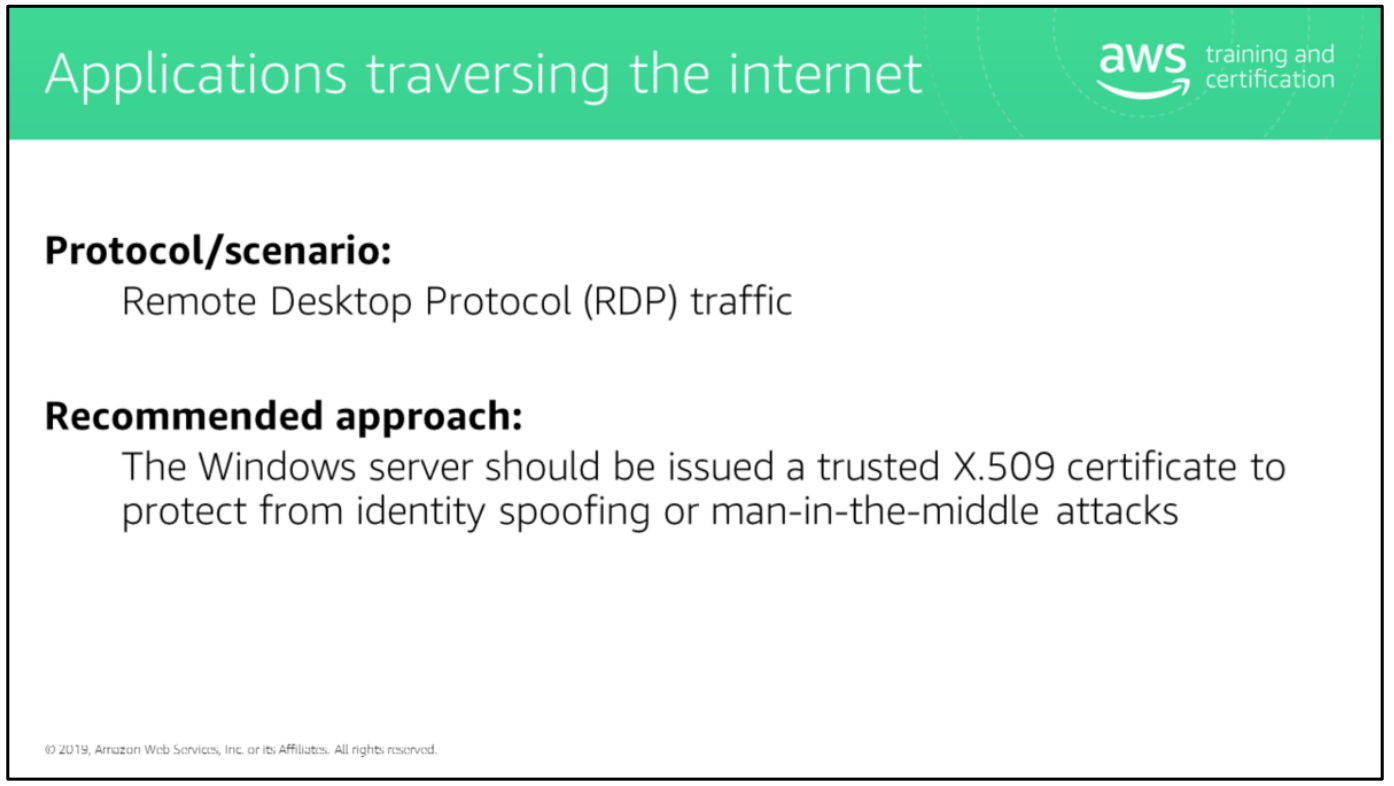 Applications traversing the internet
aws training and
certification
Protocol/scenario:
Remote Desktop Protocol (RDP) traffic
Recommended approach:
The Windows server should be issued a trusted X.509 certificate to
protect from identity spoofing or man-in-the-middle attacks
© 2019, Amazon Web Services, Inc. or its Affiliates. All rights reserved.